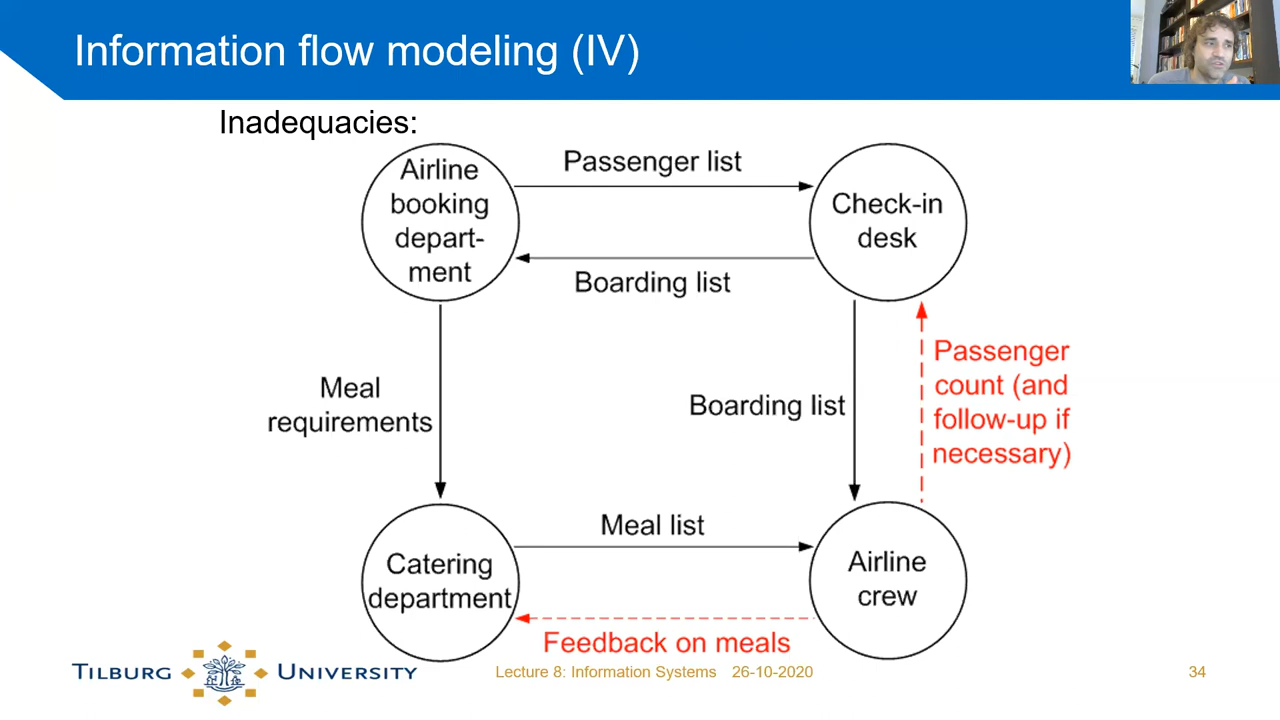 Information flow modeling (IV)
Inadequacies:
Airline
booking
depart-
ment
Passenger list
Check-in
desk
Boarding list
Meal
requirements
Boarding list
Passenger
count (and
follow-up if
necessary)
Catering
department
Meal list
Airline
crew
Feedback on meals
TILBURG UNIVERSITY
Lecture 8: Information Systems 26-10-2020
34